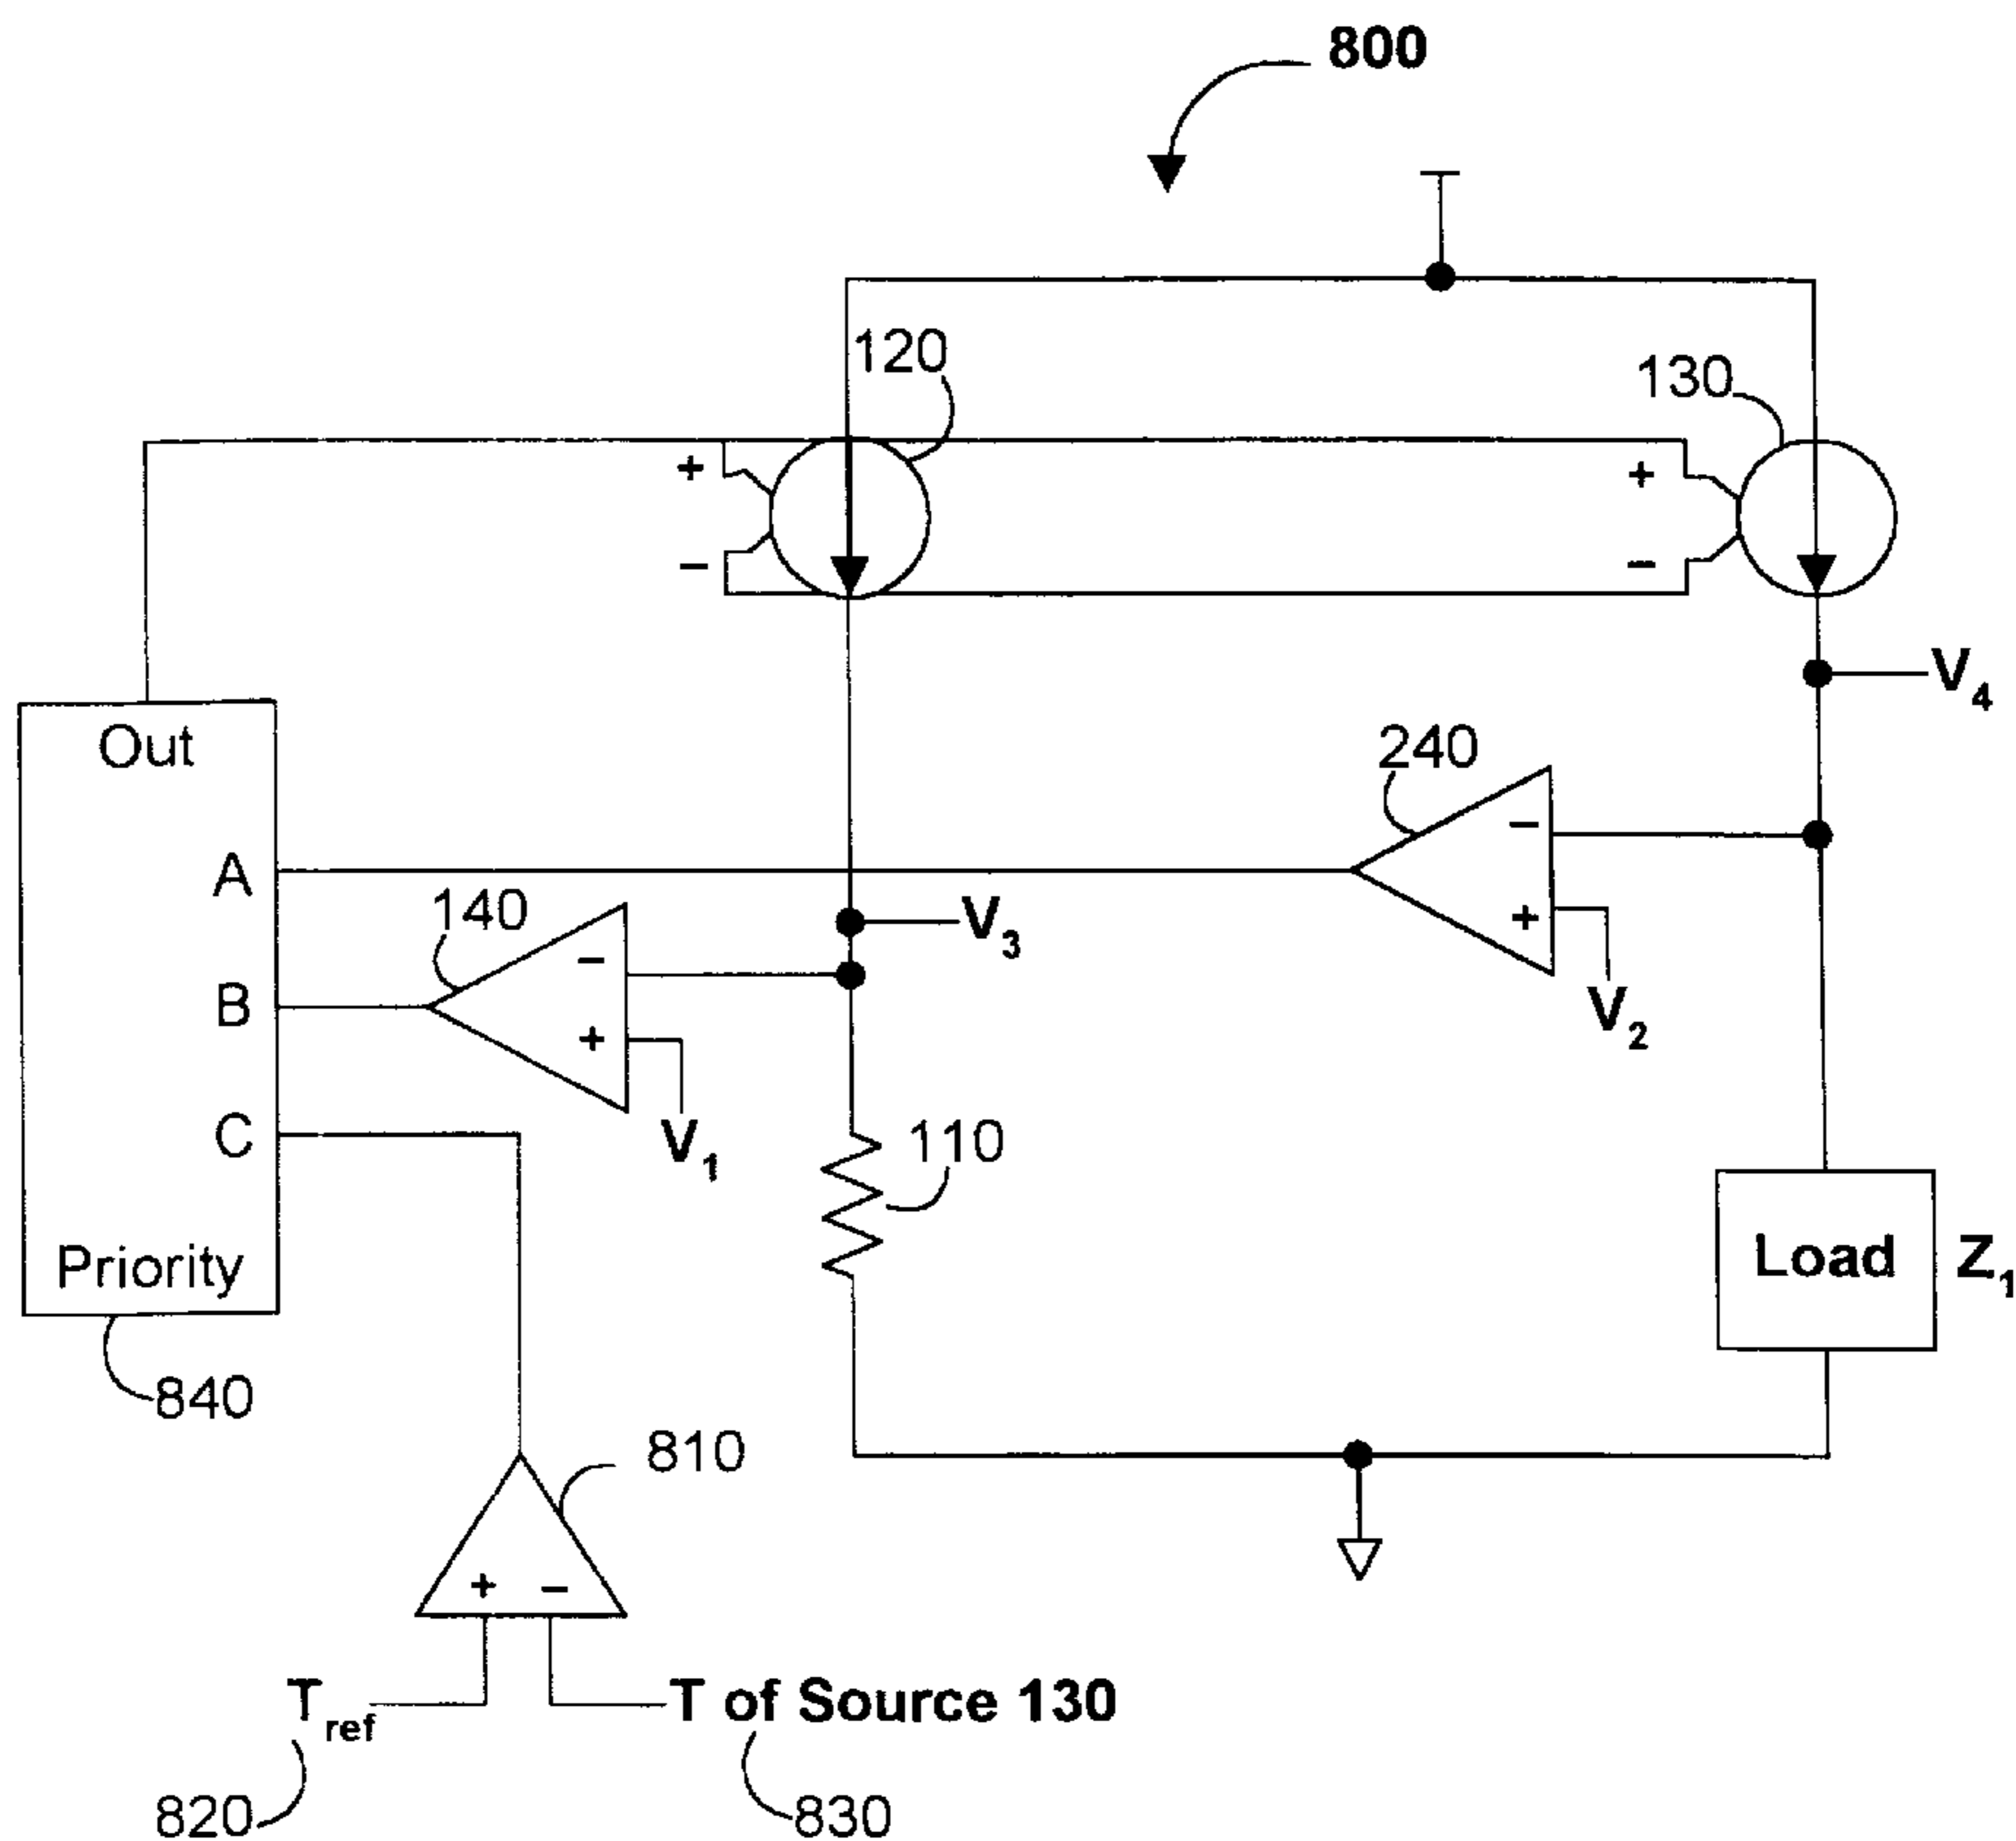 800
120
130
+
−
+
−
V4
Out
240
A
−
+
V2
140
V3
B
−
+
V1
C
110
Load
Z1
Priority
840
810
+ −
Tref
T of Source 130
820
830